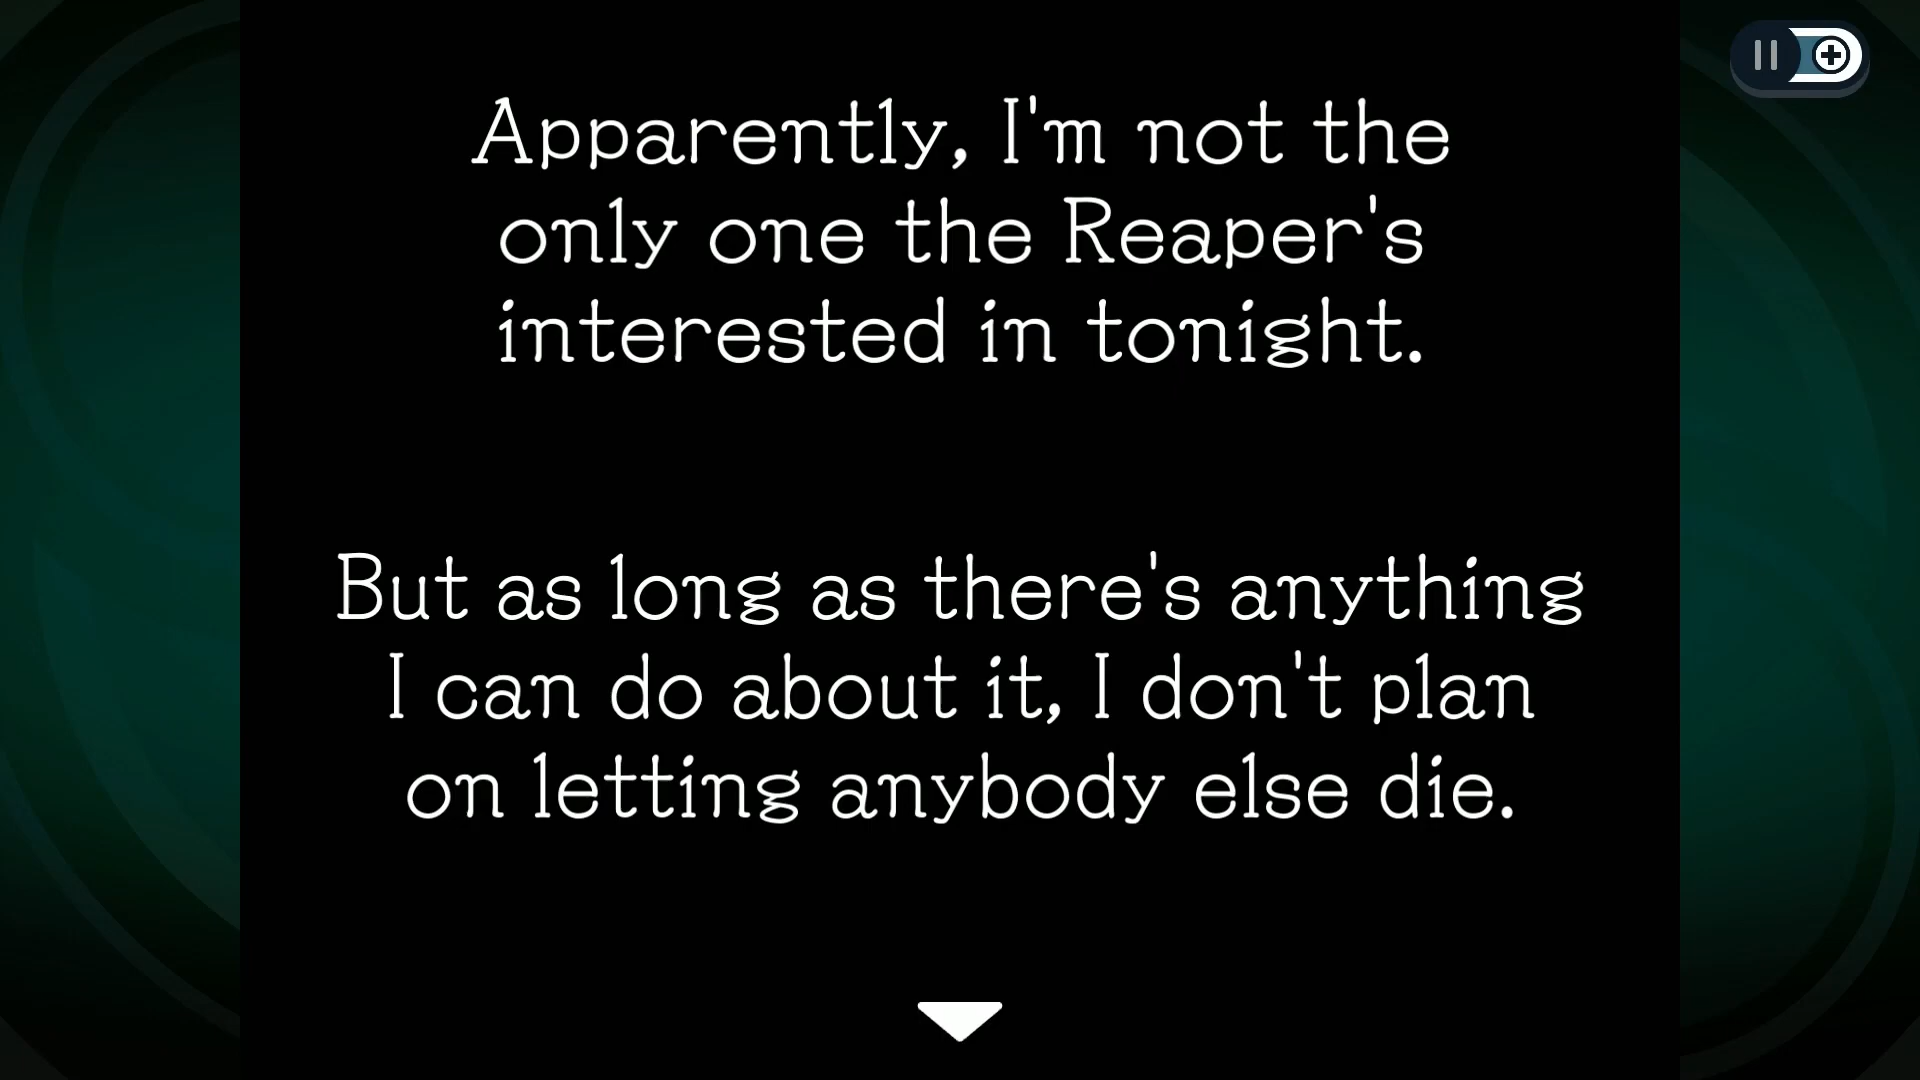 Apparently, I'm not the
only one the Reaper's
interested in tonight.
But as long as there's anything
I can do about it, I don't plan
on letting anybody else die.